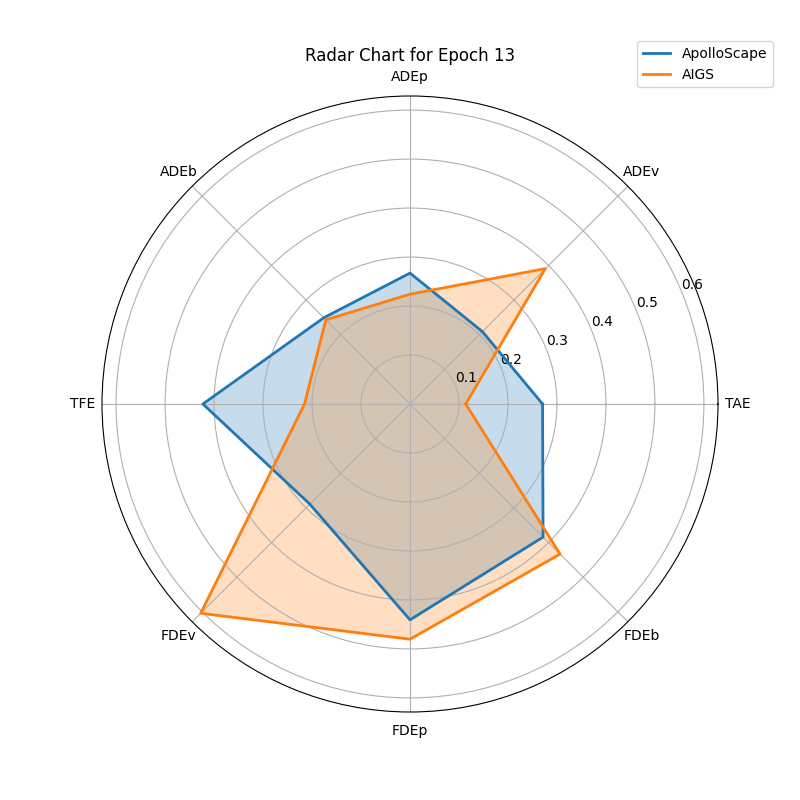 Radar Chart for Epoch 13
ApolloScape
AIGS
ADEp
ADEb
ADEv
0.6
0.5
0.4
0.3
0.2
0.1
TFE
TAE
FDEv
FDEb
FDEp